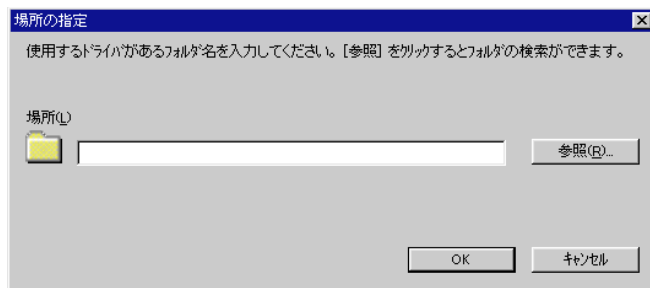 場所の指定
使用するﾄﾞﾗｲﾊﾞがあるﾌｫﾙﾀﾞ名を入力してください。[参照] をｸﾘｯｸするとﾌｫﾙﾀﾞの検索ができます。
場所(L)
参照(R)...
OK ｷｬﾝｾﾙ